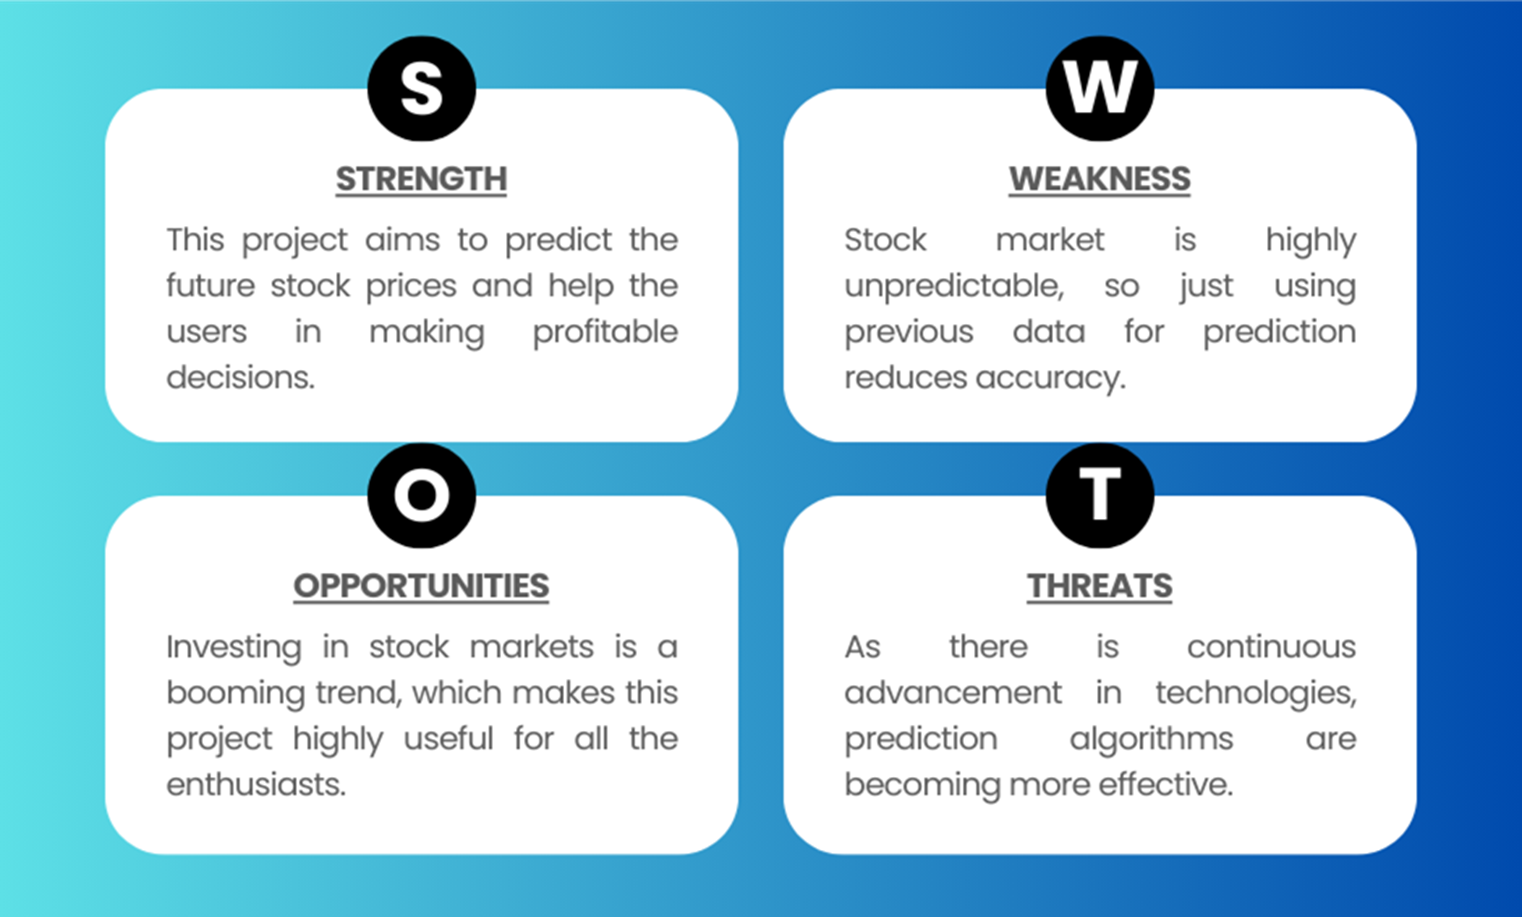 S
STRENGTH
This project aims to predict the
future stock prices and help the
users in making profitable
decisions.
W
WEAKNESS
Stock market is highly
unpredictable, so just using
previous data for prediction
reduces accuracy.
O
OPPORTUNITIES
Investing in stock markets is a
booming trend, which makes this
project highly useful for all the
enthusiasts.
T
THREATS
As there is continuous
advancement in technologies,
prediction algorithms are
becoming more effective.